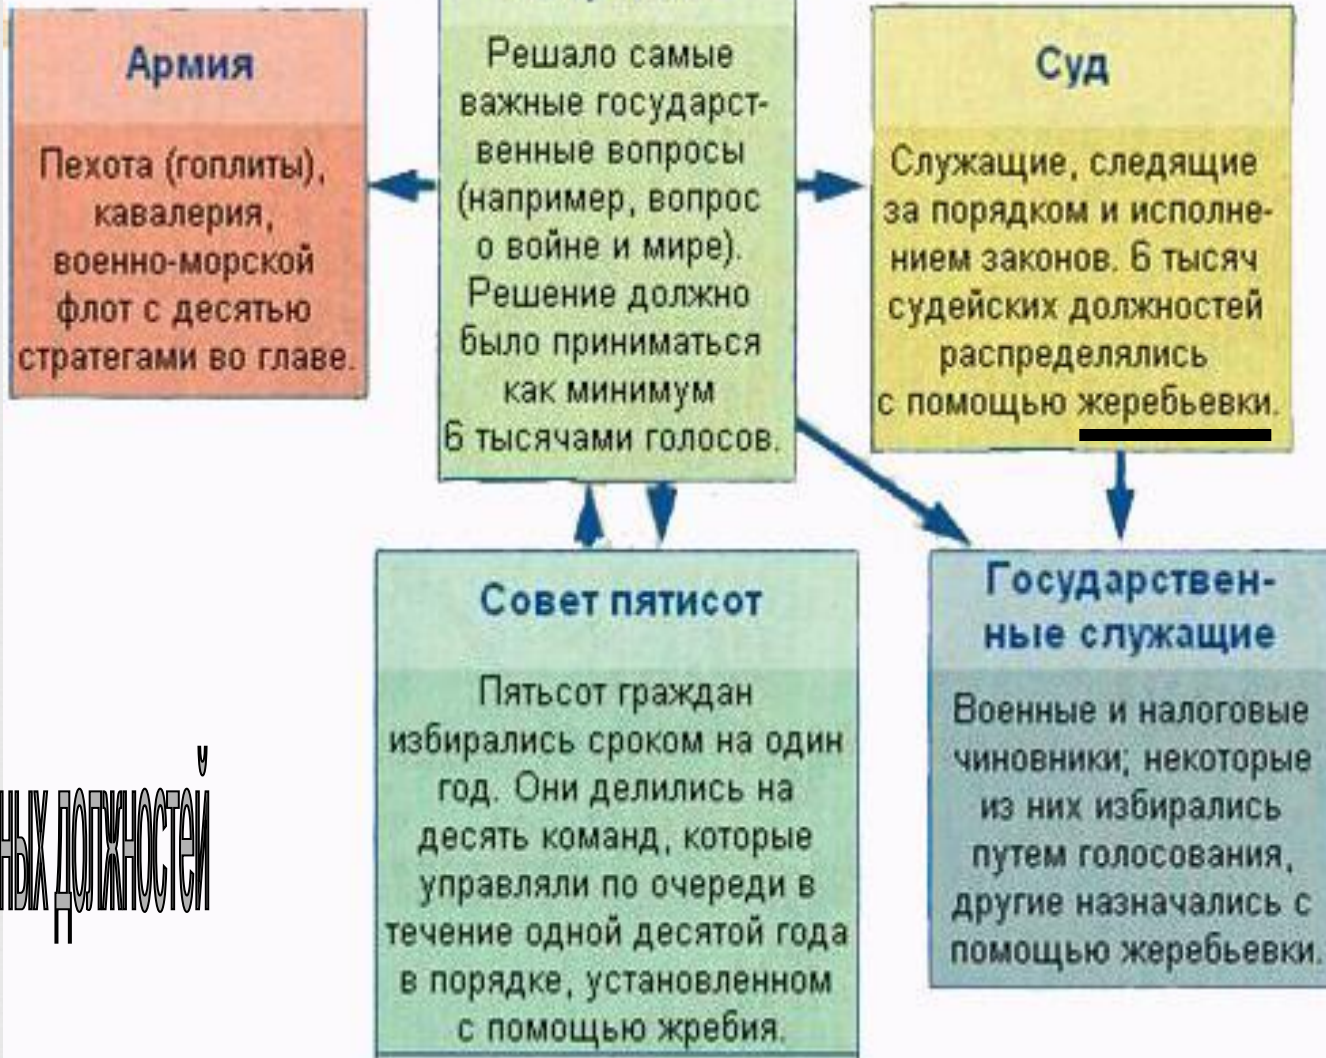 Армия
Пехота (гоплиты),
кавалерия,
военно-морской
флот с десятью
стратегами во главе.
Решало самые
важные государст-
венные вопросы
(например, вопрос
о войне и мире).
Решение должно
было приниматься
как минимум
6 тысячами голосов.
Суд
Служащие, следящие
за порядком и исполне-
нием законов. 6 тысяч
судейских должностей
распределялись
с помощью жеребьевки.
Совет пятисот
Пятьсот граждан
избирались сроком на один
год. Они делились на
десять команд, которые
управляли по очереди в
течение одной десятой года
в порядке, установленном
с помощью жребия.
Государствен-
ные служащие
Военные и налоговые
чиновники; некоторые
из них избирались
путем голосования,
другие назначались с
помощью жеребьевки.
ных должностей